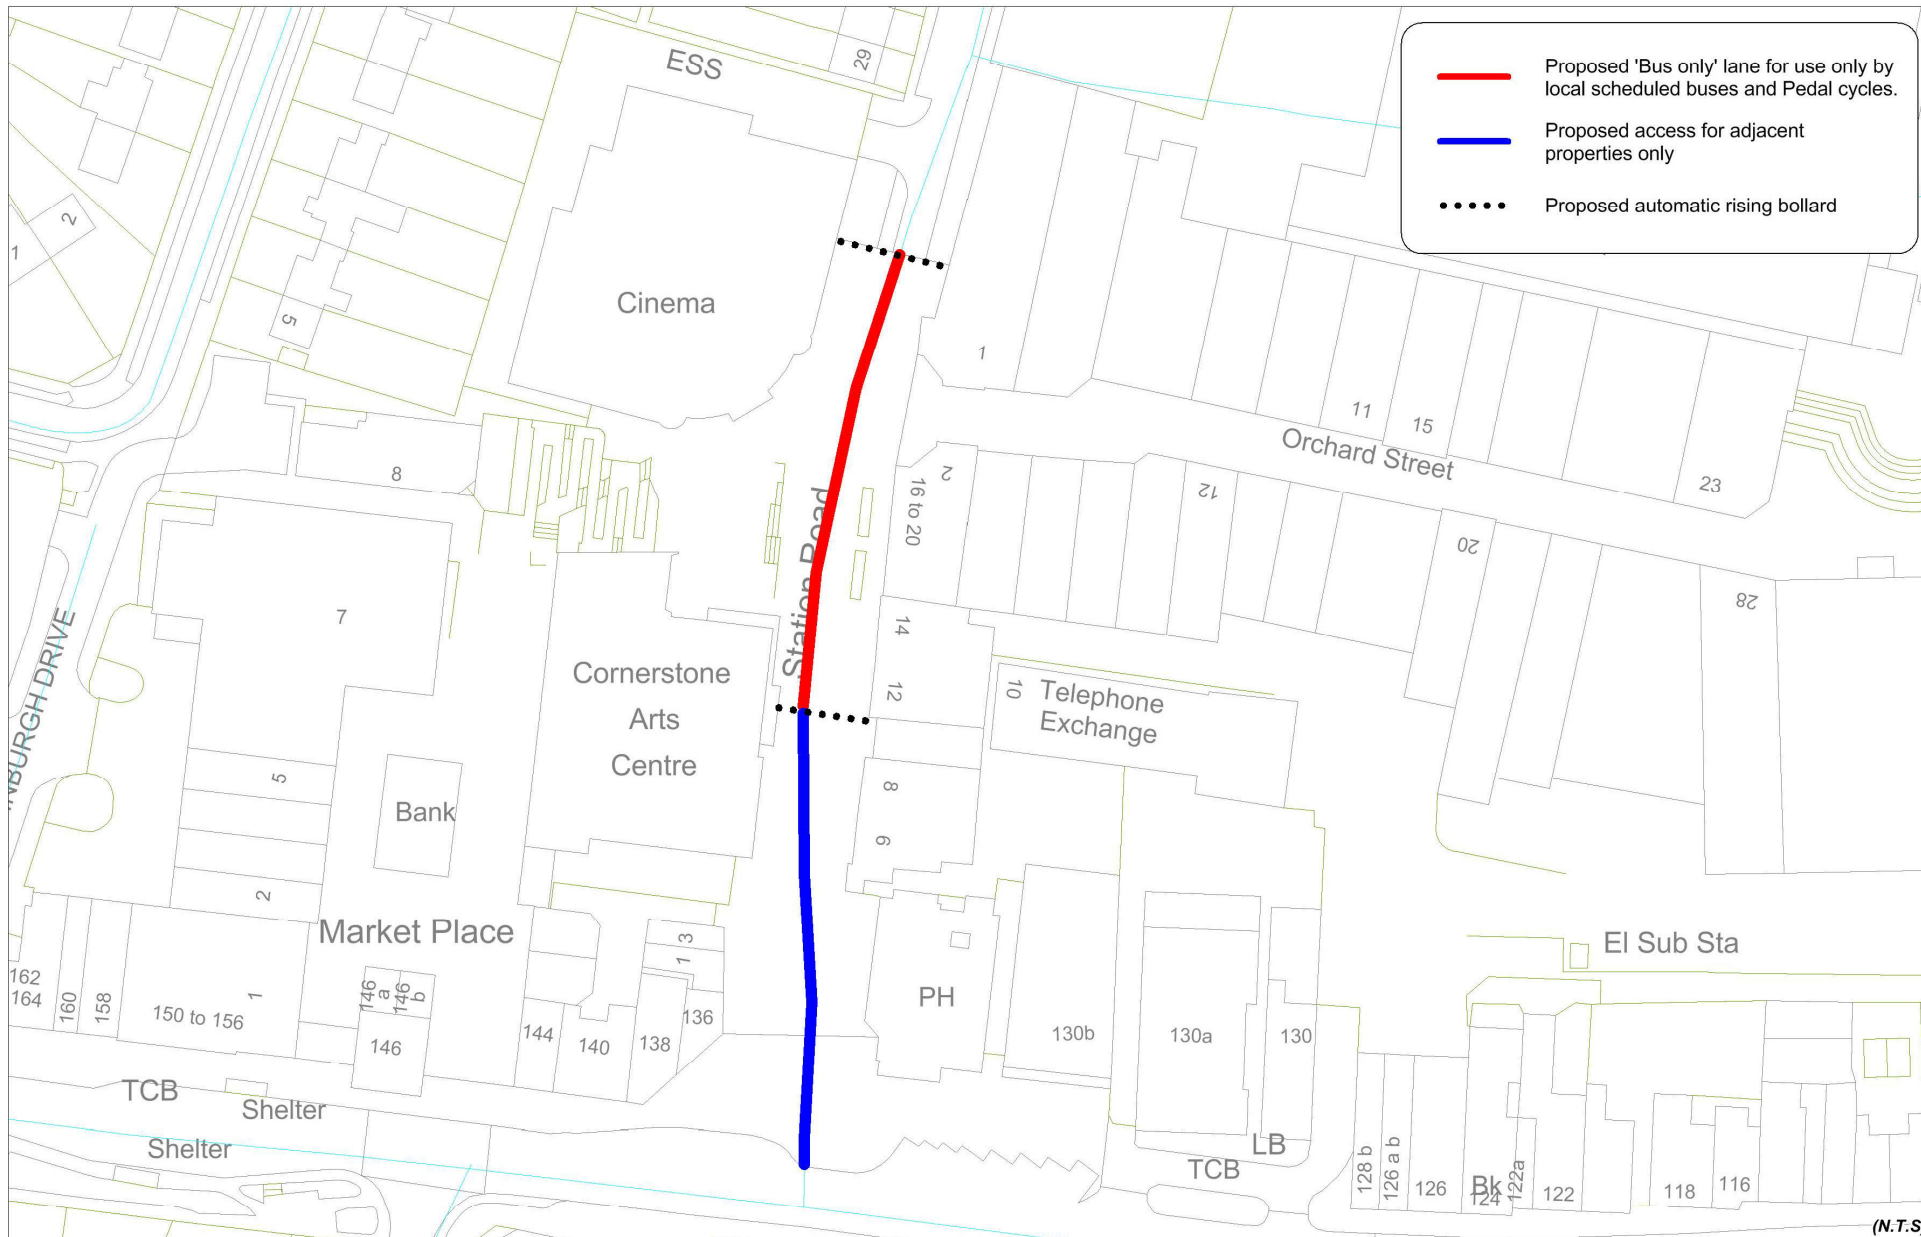 ESS
29
Proposed 'Bus only' lane for use only by
local scheduled buses and Pedal cycles.
Proposed access for adjacent
properties only
Proposed automatic rising bollard
2
1
5
Cinema
1
11
15
Orchard Street
23
8
2
16 to 20
12
20
28
Station Road
7
14
12
10
Telephone
Exchange
Cornerstone
Arts
Centre
INBURGH DRIVE
5
Bank
8
6
2
Market Place
3
1
El Sub Sta
162
164
160
158
150 to 156
1
146
a
146
b
146
144
140
138
136
PH
130b
130a
130
TCB
Shelter
Shelter
LB
TCB
128 b
126 a b
126
Bk
124
122a
122
118
116
(N.T.S